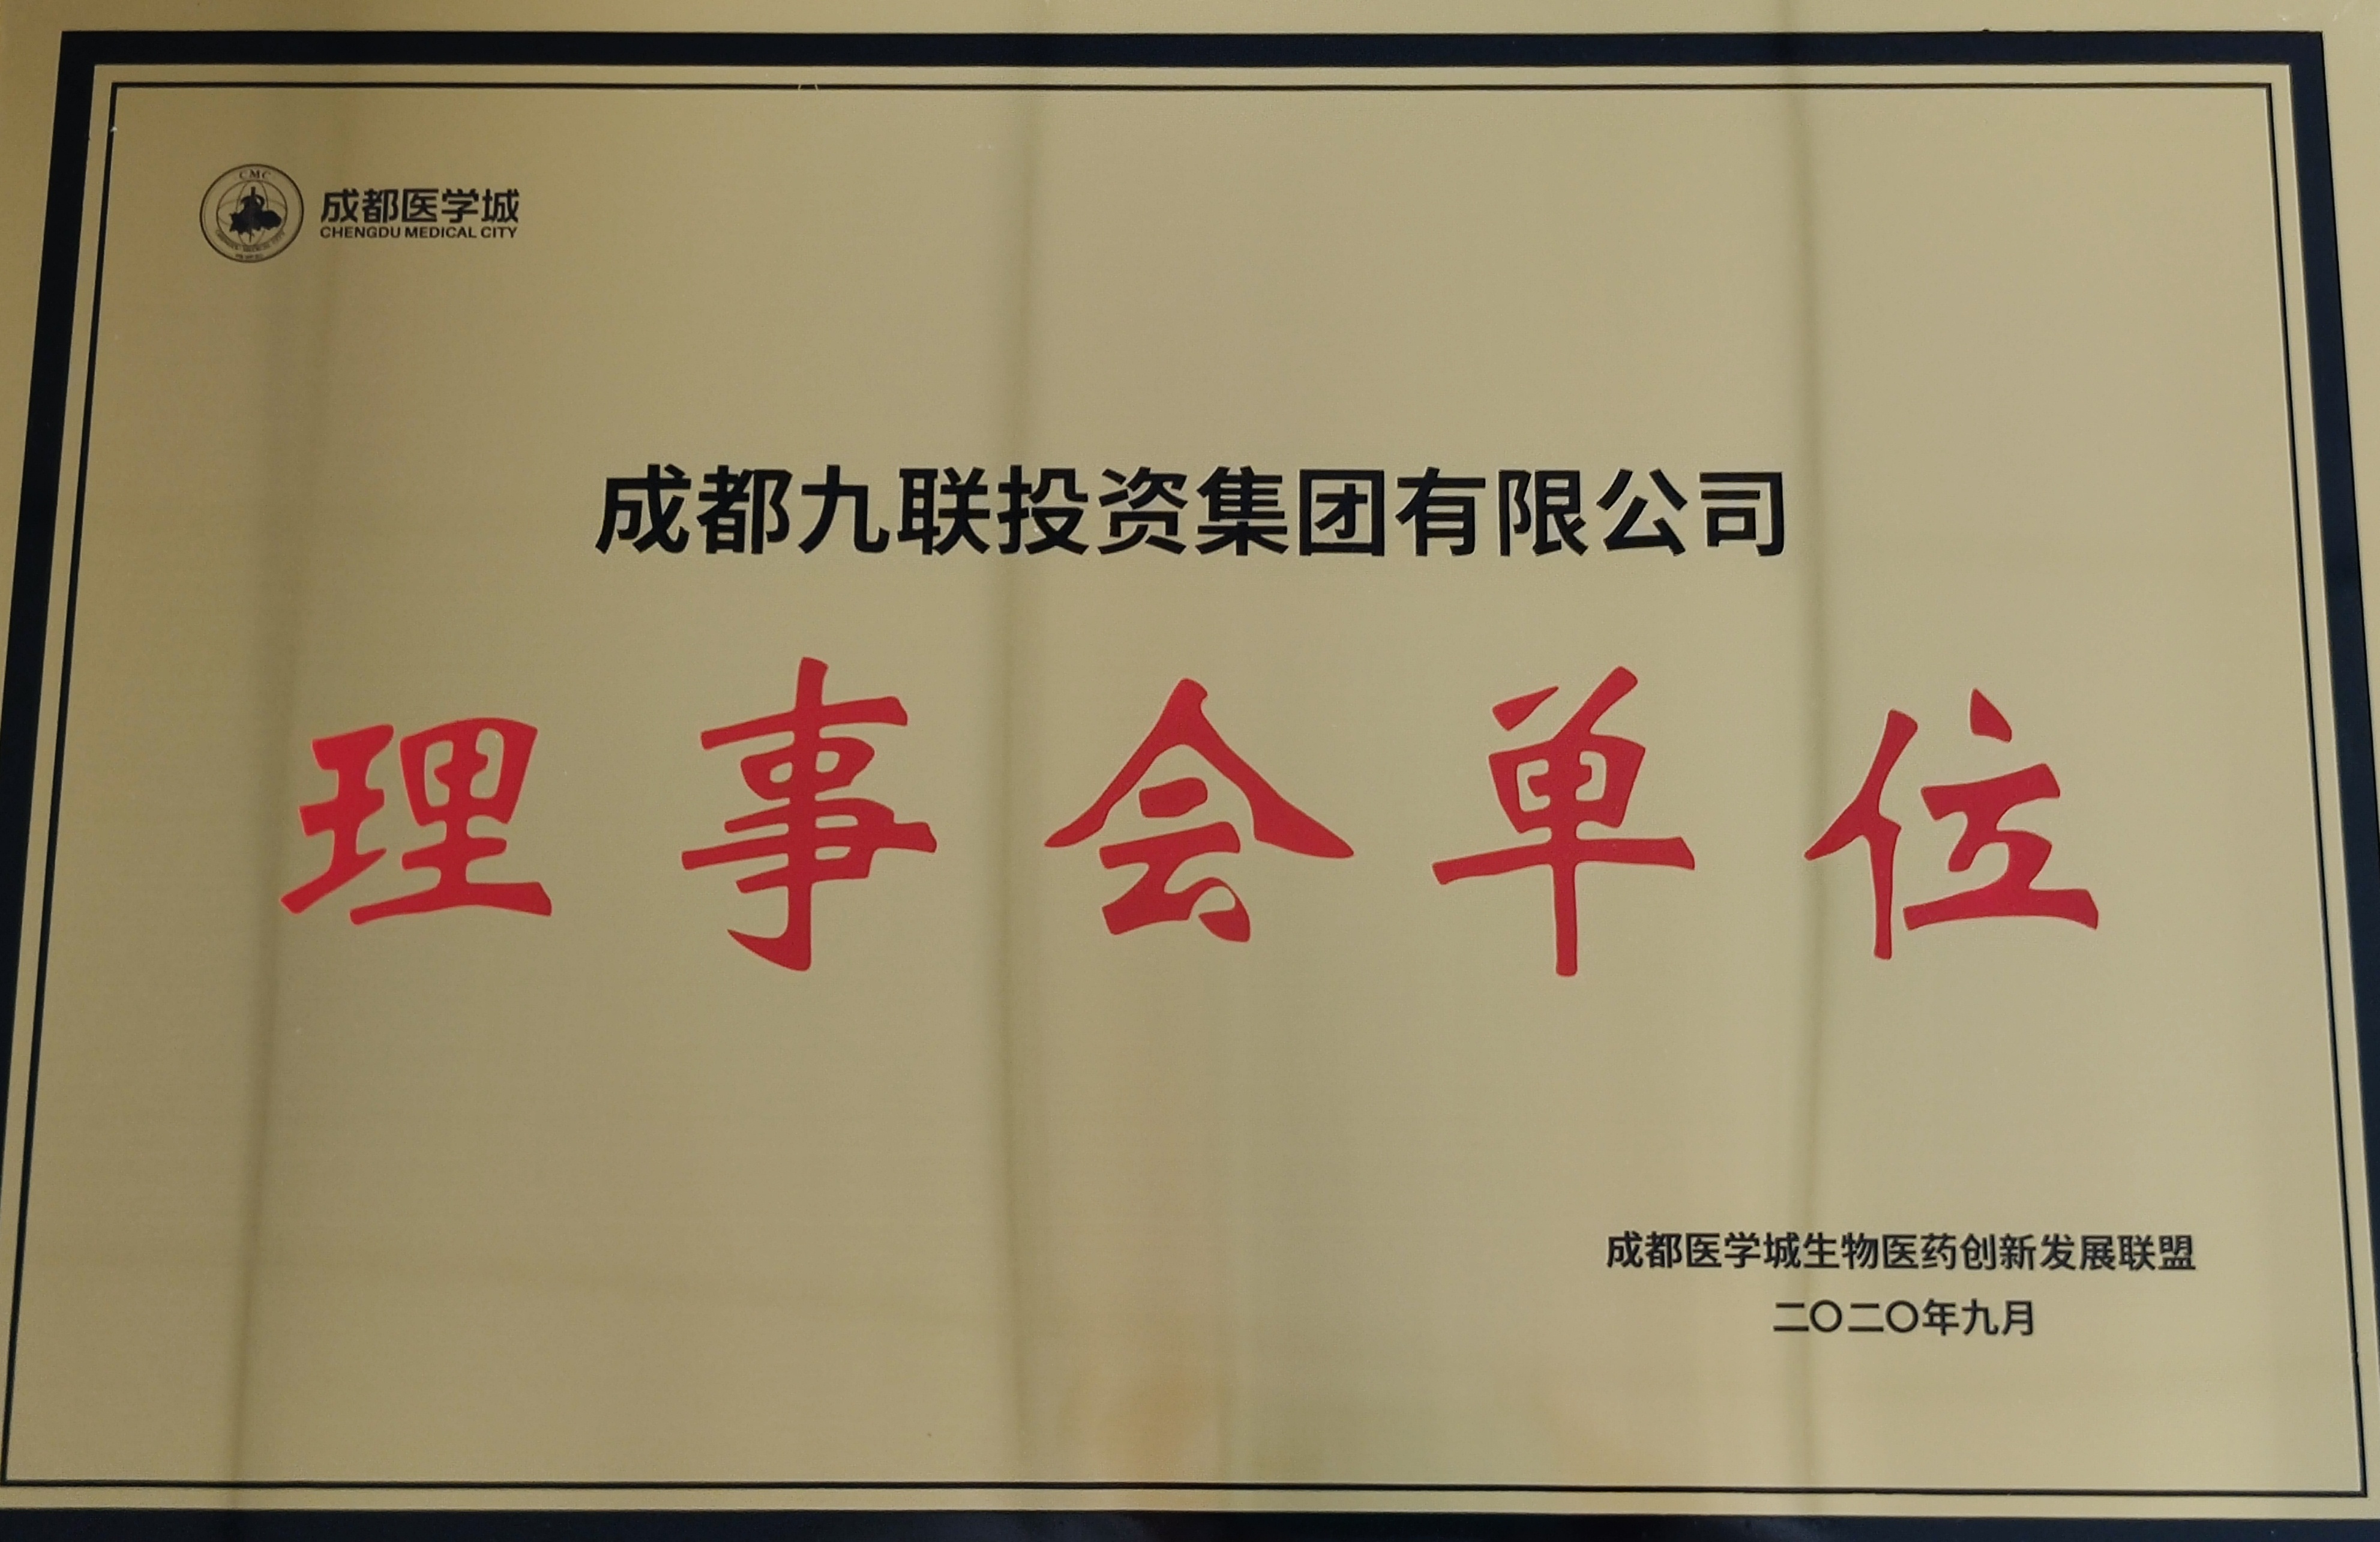 CMC
成都医学城
CHENGDU MEDICAL CITY
成都九联投资集团有限公司
理事会单位
成都医学城生物医药创新发展联盟
二〇二〇年九月